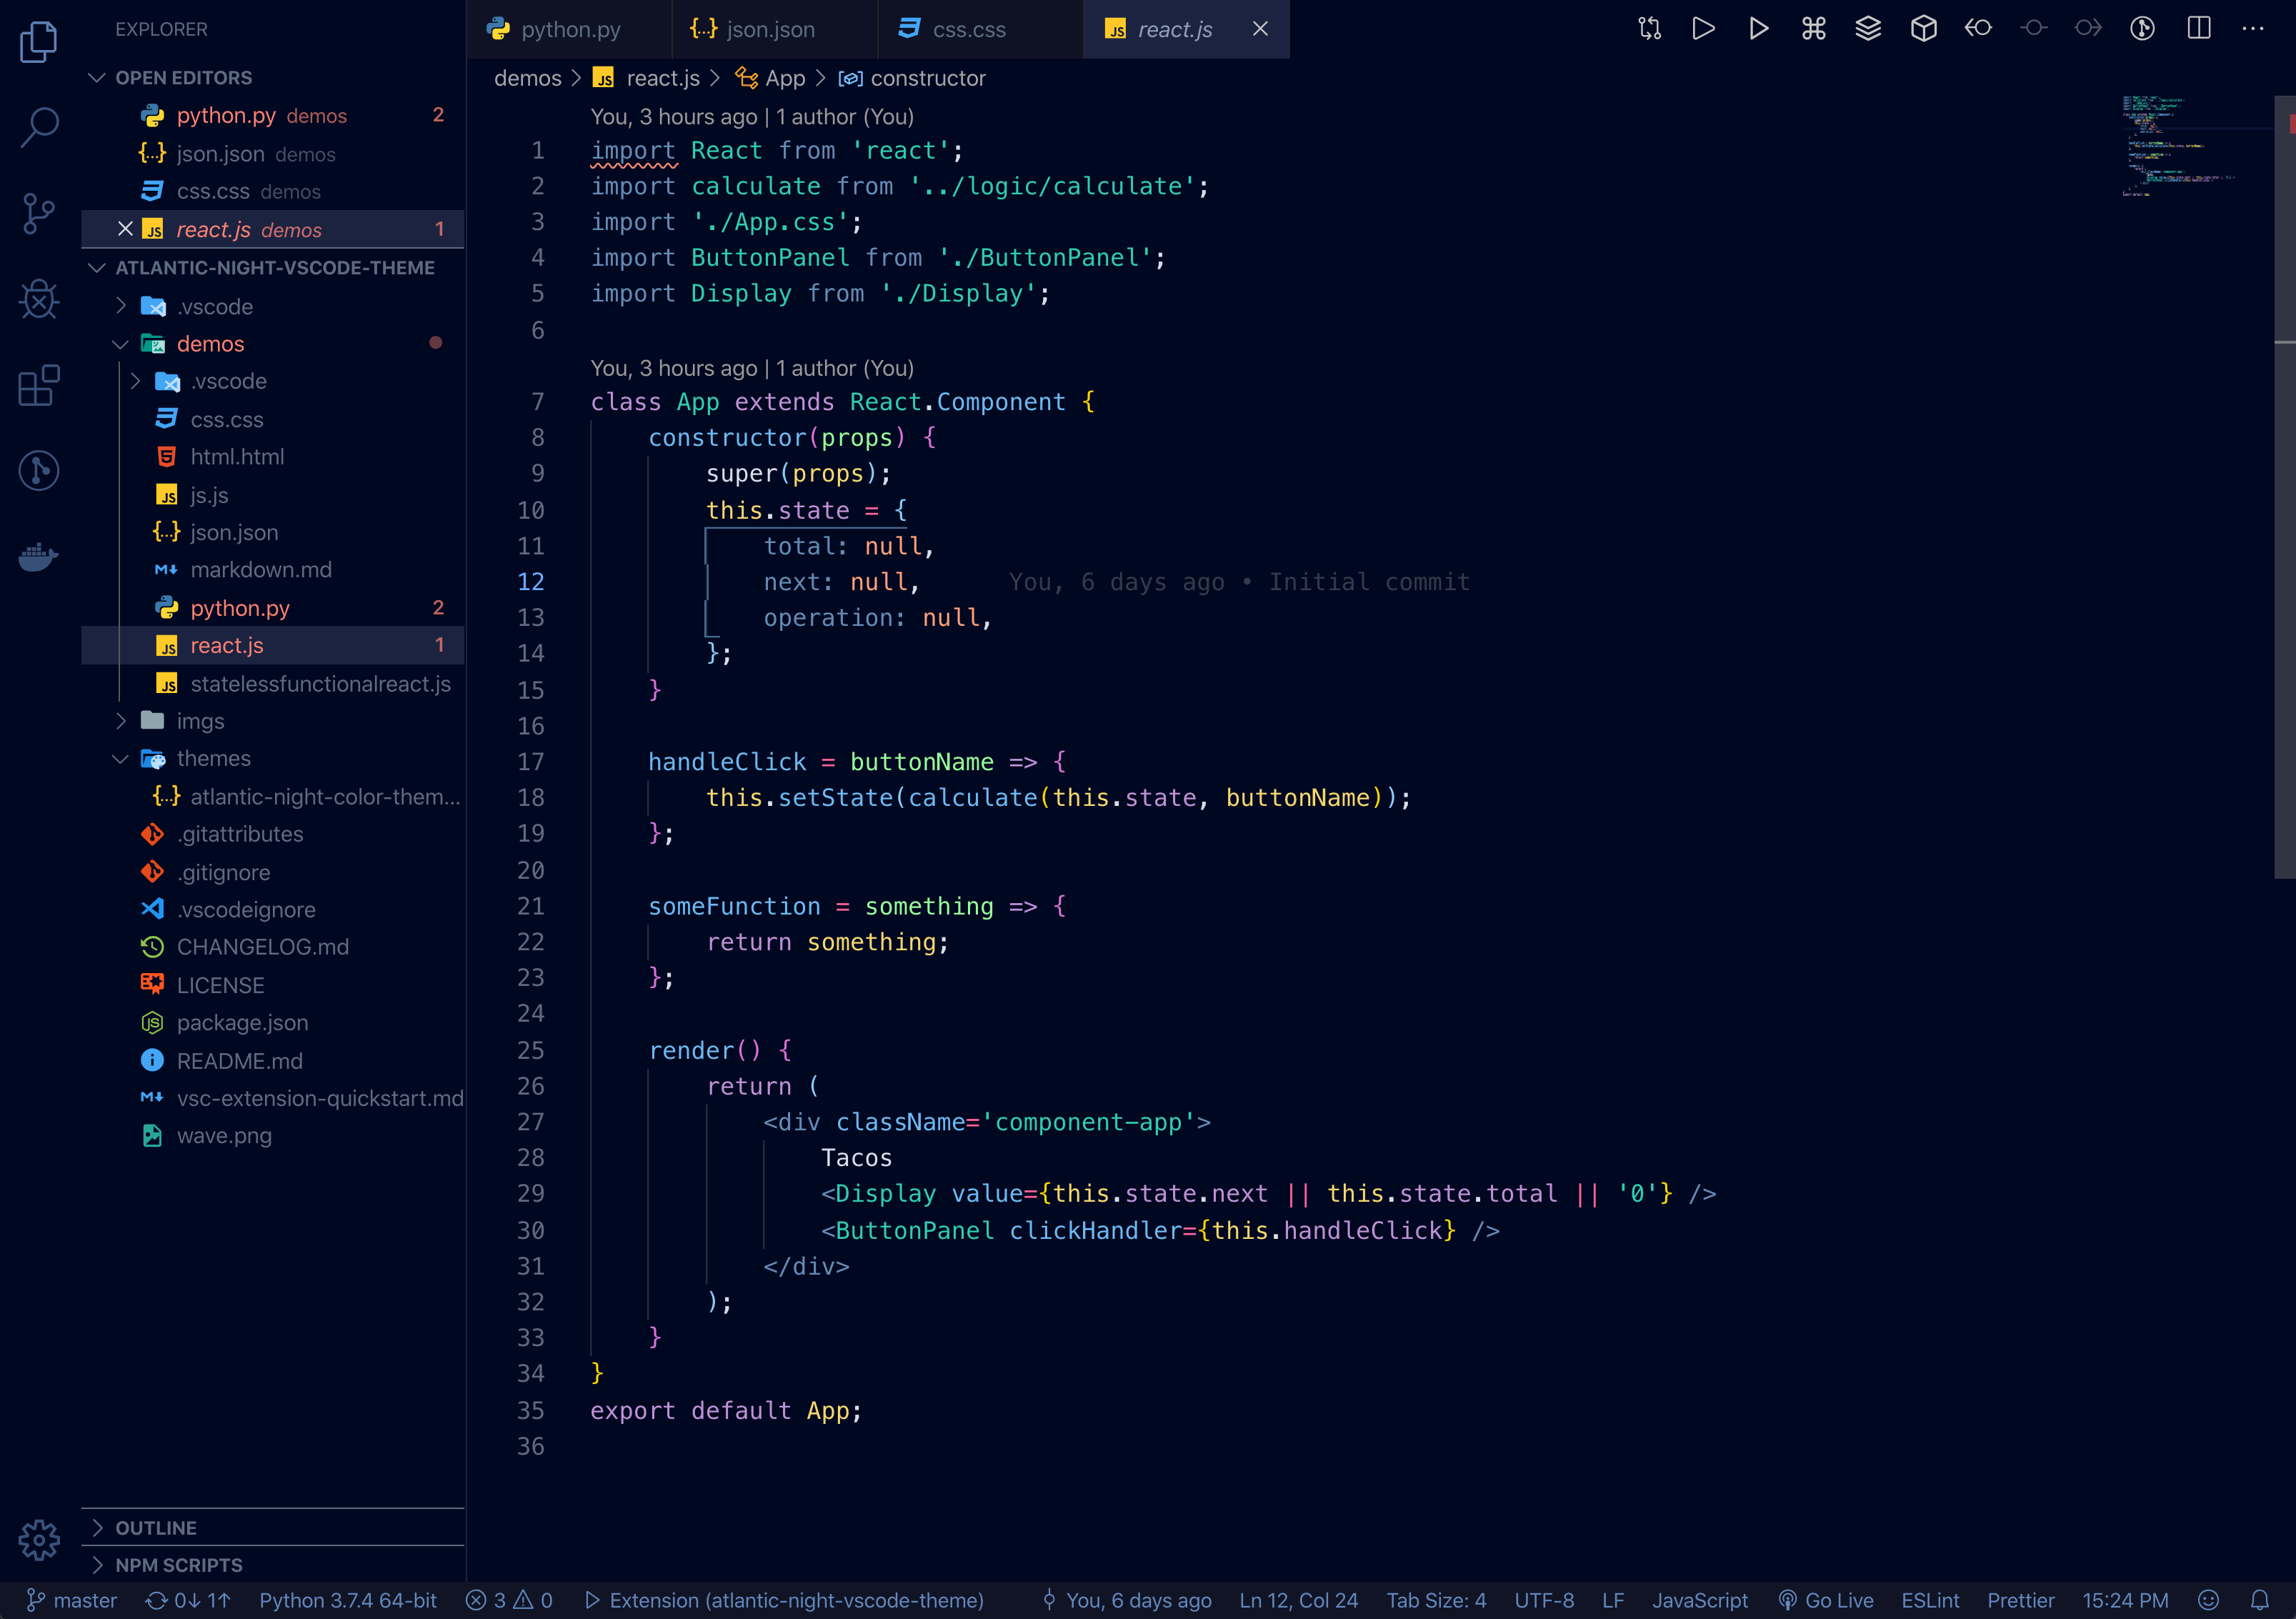 EXPLORER
OPEN EDITORS
python.py demos 2
json.json demos
css.css demos
react.js demos 1
ATLANTIC-NIGHT-VSCODE-THEME
.vscode
demos
.vscode
css.css
html.html
js.js
json.json
markdown.md
python.py 2
react.js 1
statelessfunctionalreact.js
imgs
themes
atlantic-night-color-them...
.gitattributes
.gitignore
.vscodeignore
CHANGELOG.md
LICENSE
package.json
README.md
vsc-extension-quickstart.md
wave.png
OUTLINE
NPM SCRIPTS
python.py json.json css.css react.js
demos > react.js > App > constructor
You, 3 hours ago | 1 author (You)
1 import React from 'react';
2 import calculate from '../logic/calculate';
3 import './App.css';
4 import ButtonPanel from './ButtonPanel';
5 import Display from './Display';
6
You, 3 hours ago | 1 author (You)
7 class App extends React.Component {
8 constructor(props) {
9 super(props);
10 this.state = {
11 total: null,
12 next: null, You, 6 days ago • Initial commit
13 operation: null,
14 };
15 }
16
17 handleClick = buttonName => {
18 this.setState(calculate(this.state, buttonName));
19 };
20
21 someFunction = something => {
22 return something;
23 };
24
25 render() {
26 return (
27 <div className='component-app'>
28 Tacos
29 <Display value={this.state.next || this.state.total || '0'} />
30 <ButtonPanel clickHandler={this.handleClick} />
31 </div>
32 );
33 }
34 }
35 export default App;
36
master 0↓ 1↑ Python 3.7.4 64-bit 3 0 Extension (atlantic-night-vscode-theme) You, 6 days ago Ln 12, Col 24 Tab Size: 4 UTF-8 LF JavaScript Go Live ESLint Prettier 15:24 PM